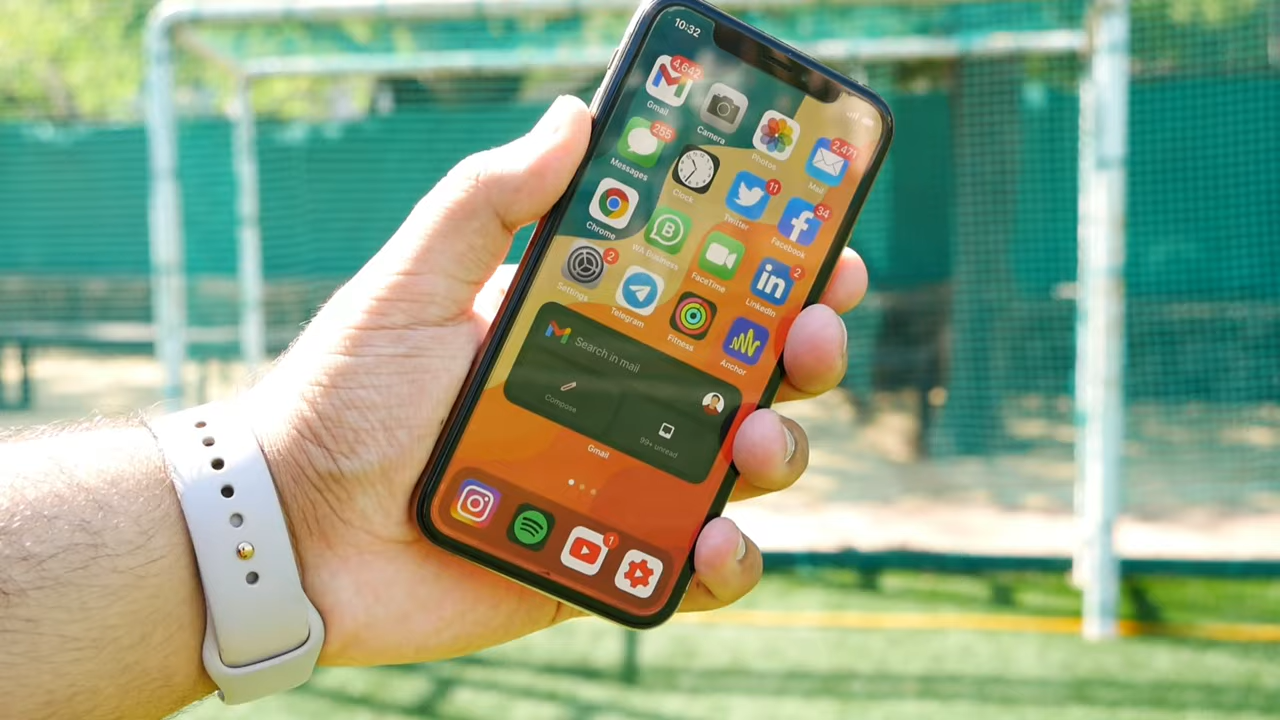 10:32
4,642
Gmail
Camera
Photos
2,471
Mail
255
Messages
Clock
11
Twitter
34
Facebook
Chrome
B
WA Business
FaceTime
in
2
LinkedIn
2
Settings
Telegram
Fitness
Anchor
Search in mail
Compose
99+ unread
Gmail
1